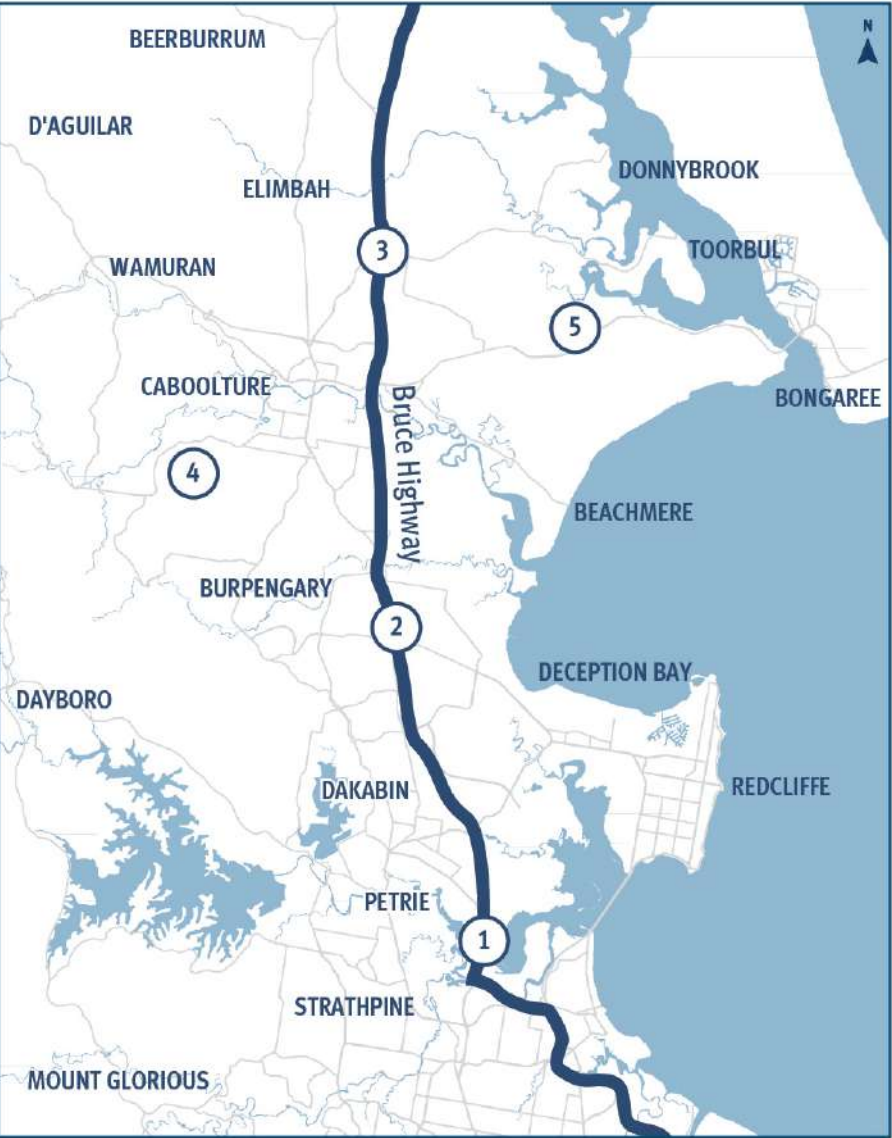 N
BEERBURRUM
D'AGUILAR
DONNYBROOK
ELIMBAH
TOORBUL
3
WAMURAN
5
CABOOLTURE
BONGAREE
Bruce Highway
4
BEACHMERE
BURPENGARY
2
DECEPTION BAY
DAYBORO
REDCLIFFE
DAKABIN
PETRIE
1
STRATHPINE
MOUNT GLORIOUS